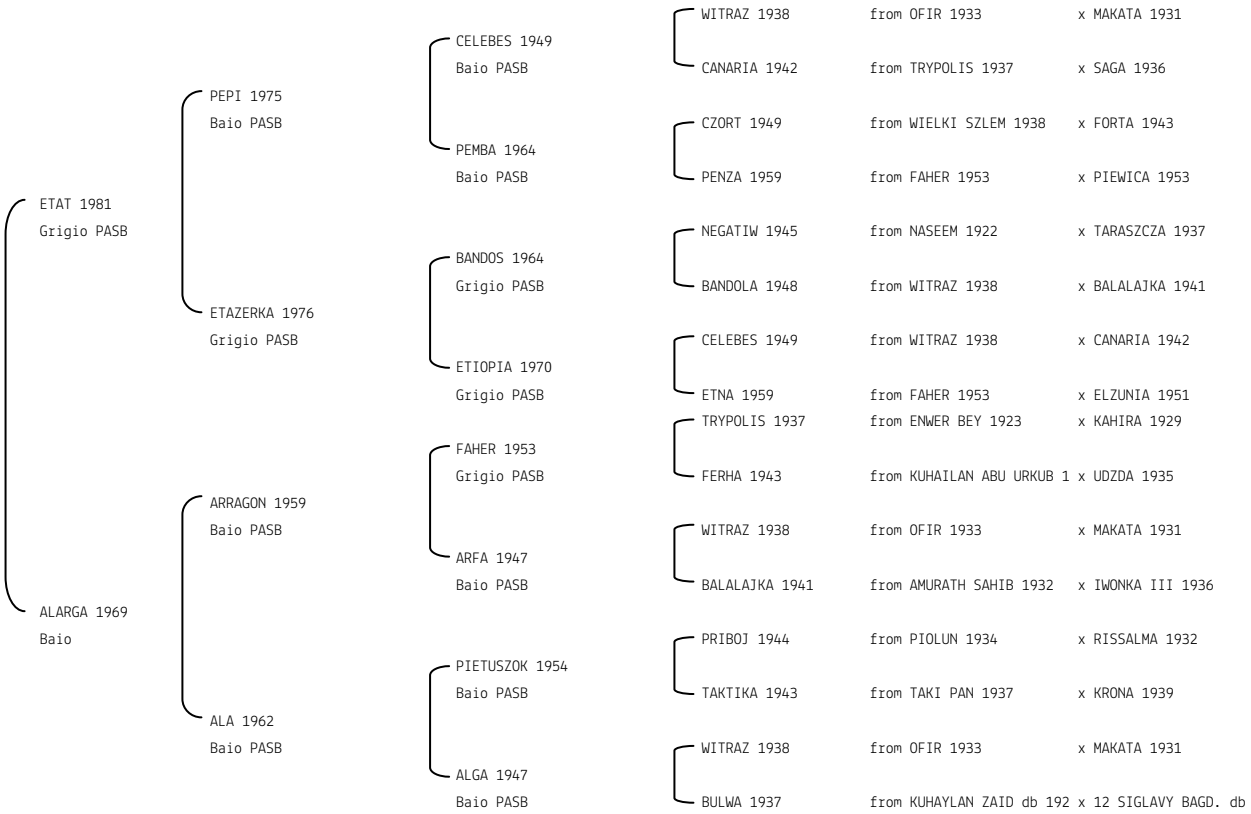 WITRAZ 1938 from OFIR 1933 x MAKATA 1931
CELEBES 1949
Baio PASB CANARIA 1942 from TRYPOLIS 1937 x SAGA 1936
PEPI 1975
Baio PASB CZORT 1949 from WIELKI SZLEM 1938 x FORTA 1943
PEMBA 1964
Baio PASB PENZA 1959 from FAHER 1953 x PIEWICA 1953
ETAT 1981
Grigio PASB NEGATIW 1945 from NASEEM 1922 x TARASZCZA 1937
BANDOS 1964
Grigio PASB BANDOLA 1948 from WITRAZ 1938 x BALALAJKA 1941
ETAZERKA 1976
Grigio PASB CELEBES 1949 from WITRAZ 1938 x CANARIA 1942
ETIOPIA 1970
Grigio PASB ETNA 1959 from FAHER 1953 x ELZUNIA 1951
TRYPOLIS 1937 from ENWER BEY 1923 x KAHIRA 1929
FAHER 1953
Grigio PASB FERHA 1943 from KUHAILAN ABU URKUB 1 x UDZDA 1935
ARRAGON 1959
Baio PASB WITRAZ 1938 from OFIR 1933 x MAKATA 1931
ARFA 1947
Baio PASB BALALAJKA 1941 from AMURATH SAHIB 1932 x IWONKA III 1936
ALARGA 1969
Baio PRIBOJ 1944 from PIOLUN 1934 x RISSALMA 1932
PIETUSZOK 1954
Baio PASB TAKTIKA 1943 from TAKI PAN 1937 x KRONA 1939
ALA 1962
Baio PASB WITRAZ 1938 from OFIR 1933 x MAKATA 1931
ALGA 1947
Baio PASB BULWA 1937 from KUHAYLAN ZAID db 192 x 12 SIGLAVY BAGD. db